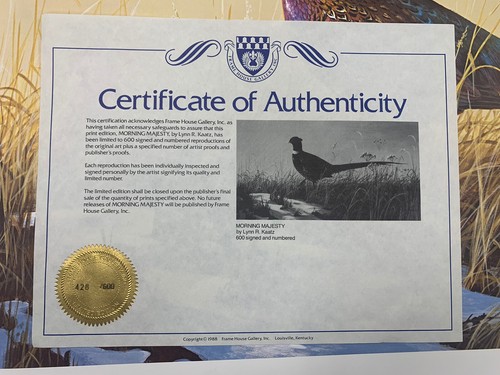 FRAME HOUSE GALLERY, INC.
Certificate of Authenticity
This certification acknowledges Frame House Gallery, Inc. as
having taken all necessary safeguards to assure that this
print edition, MORNING MAJESTY, by Lynn R. Kaatz, has
been limited to 600 signed and numbered reproductions of
the original art plus a specified number of artist proofs and
publisher's proofs.
Each reproduction has been individually inspected and
signed personally by the artist signifying its quality and
limited number.
The limited edition shall be closed upon the publisher's final
sale of the quantity of prints specified above. No future
releases of MORNING MAJESTY will be published by Frame
House Gallery, Inc.
MORNING MAJESTY
by Lynn R. Kaatz
600 signed and numbered
428 600
Copyright © 1988 Frame House Gallery, Inc. Louisville, Kentucky